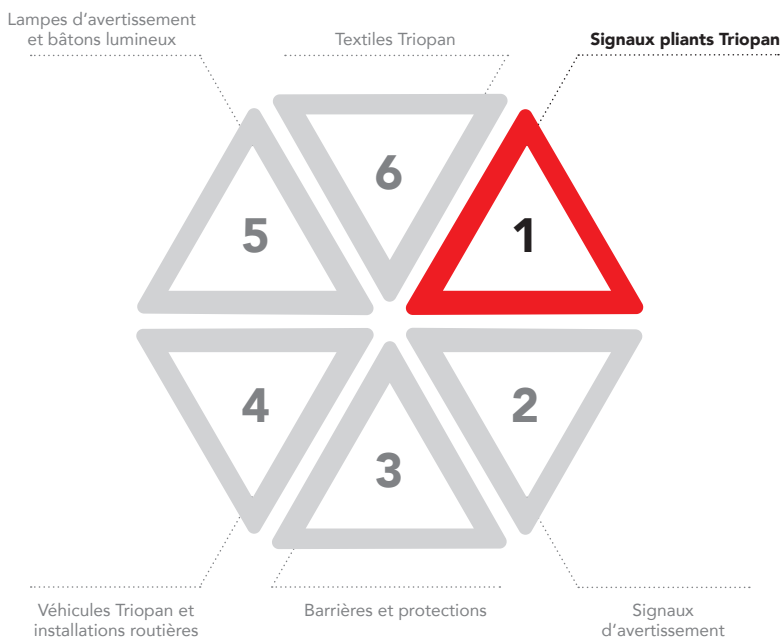 Lampes d’avertissement
et bâtons lumineux
Textiles Triopan
Signaux pliants Triopan
6
5
1
4
2
3
Véhicules Triopan et
installations routières
Barrières et protections
Signaux
d’avertissement